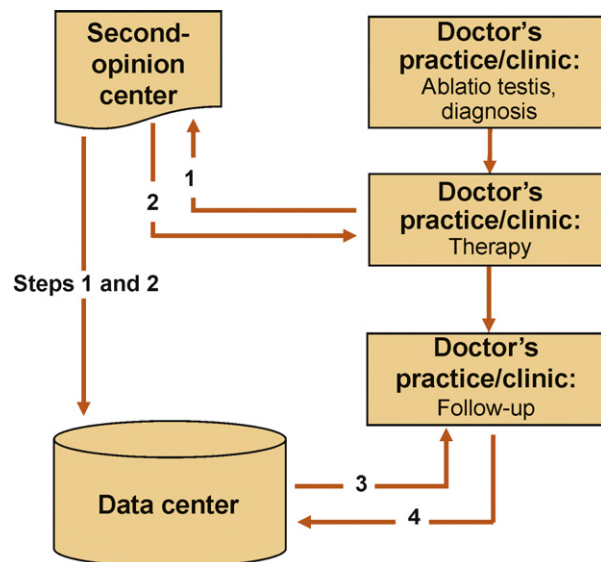 Second-
opinion
center
Doctor's
practice/clinic:
Ablatio testis,
diagnosis
1
2
Doctor's
practice/clinic:
Therapy
Steps 1 and 2
Doctor's
practice/clinic:
Follow-up
Data center
3
4